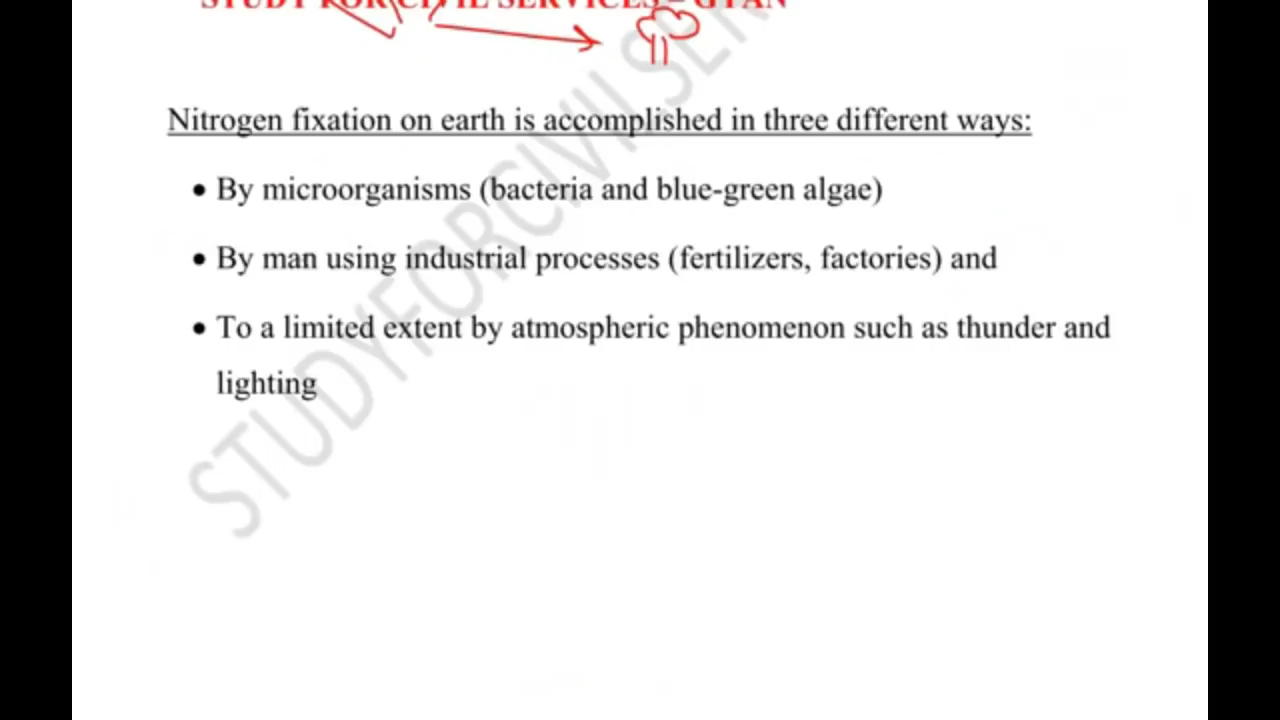 STUDY FOR CIVIL SERVICES – GYAN
Nitrogen fixation on earth is accomplished in three different ways:
• By microorganisms (bacteria and blue-green algae)
• By man using industrial processes (fertilizers, factories) and
• To a limited extent by atmospheric phenomenon such as thunder and
lighting
STUDYFORCIVILSER